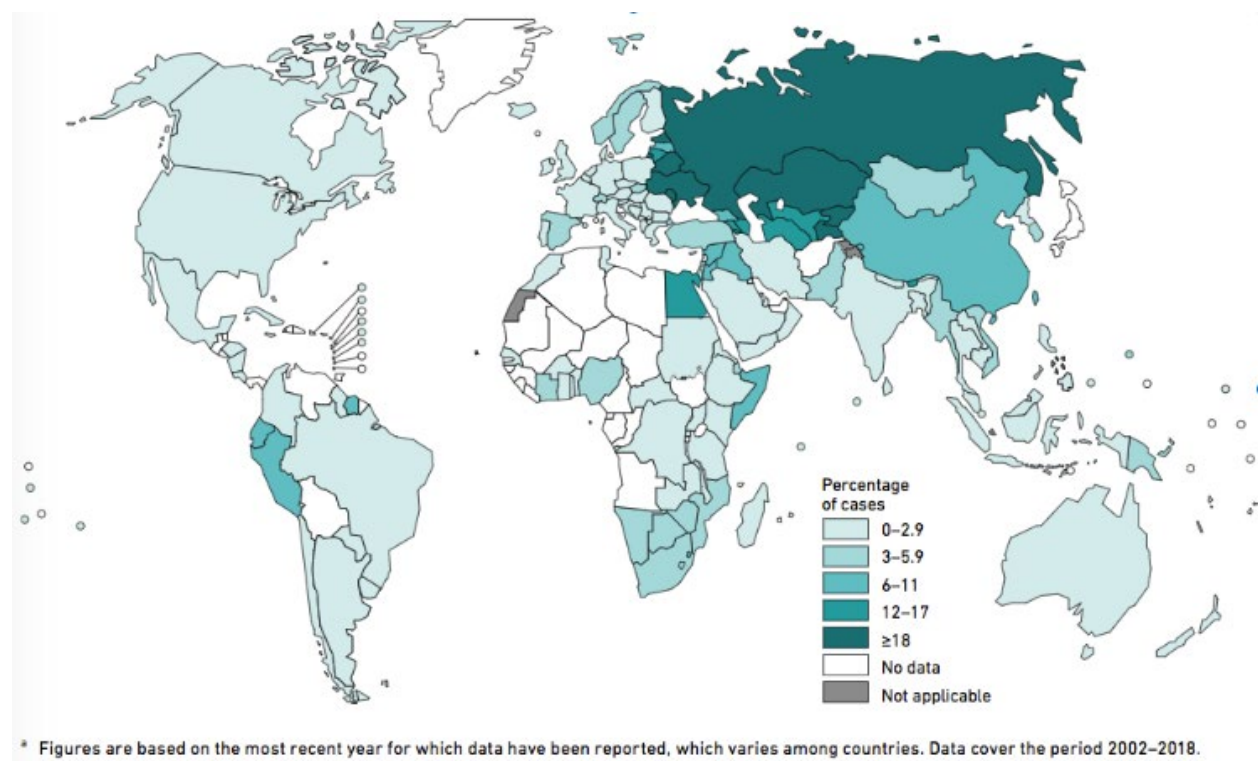 Percentage
of cases
0–2.9
3–5.9
6–11
12–17
≥18
No data
Not applicable
ª Figures are based on the most recent year for which data have been reported, which varies among countries. Data cover the period 2002–2018.